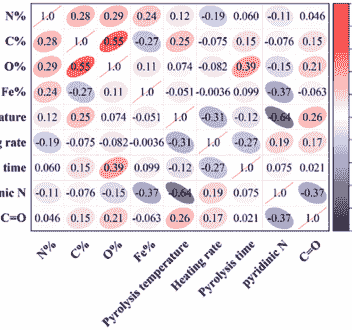 N% 1.0 0.28 0.29 0.24 0.12 -0.19 0.060 -0.11 0.046
C% 0.28 1.0 0.55 -0.27 0.25 -0.075 0.15 -0.076 0.15
O% 0.29 0.55 1.0 0.11 0.074 -0.082 0.39 -0.15 0.21
Fe% 0.24 -0.27 0.11 1.0 -0.051 -0.0036 0.099 -0.37 -0.063
ature 0.12 0.25 0.074 -0.051 1.0 -0.31 -0.12 -0.64 0.26
ng rate -0.19 -0.075 -0.082 -0.0036 -0.31 1.0 -0.27 0.19 0.17
time 0.060 0.15 0.39 0.099 -0.12 -0.27 1.0 0.075 0.021
nic N -0.11 -0.076 -0.15 -0.37 -0.64 0.19 0.075 1.0 -0.37
C=O 0.046 0.15 0.21 -0.063 0.26 0.17 0.021 -0.37 1.0
N% C% O% Fe% Pyrolysis temperature Heating rate Pyrolysis time pyridinic N C=O